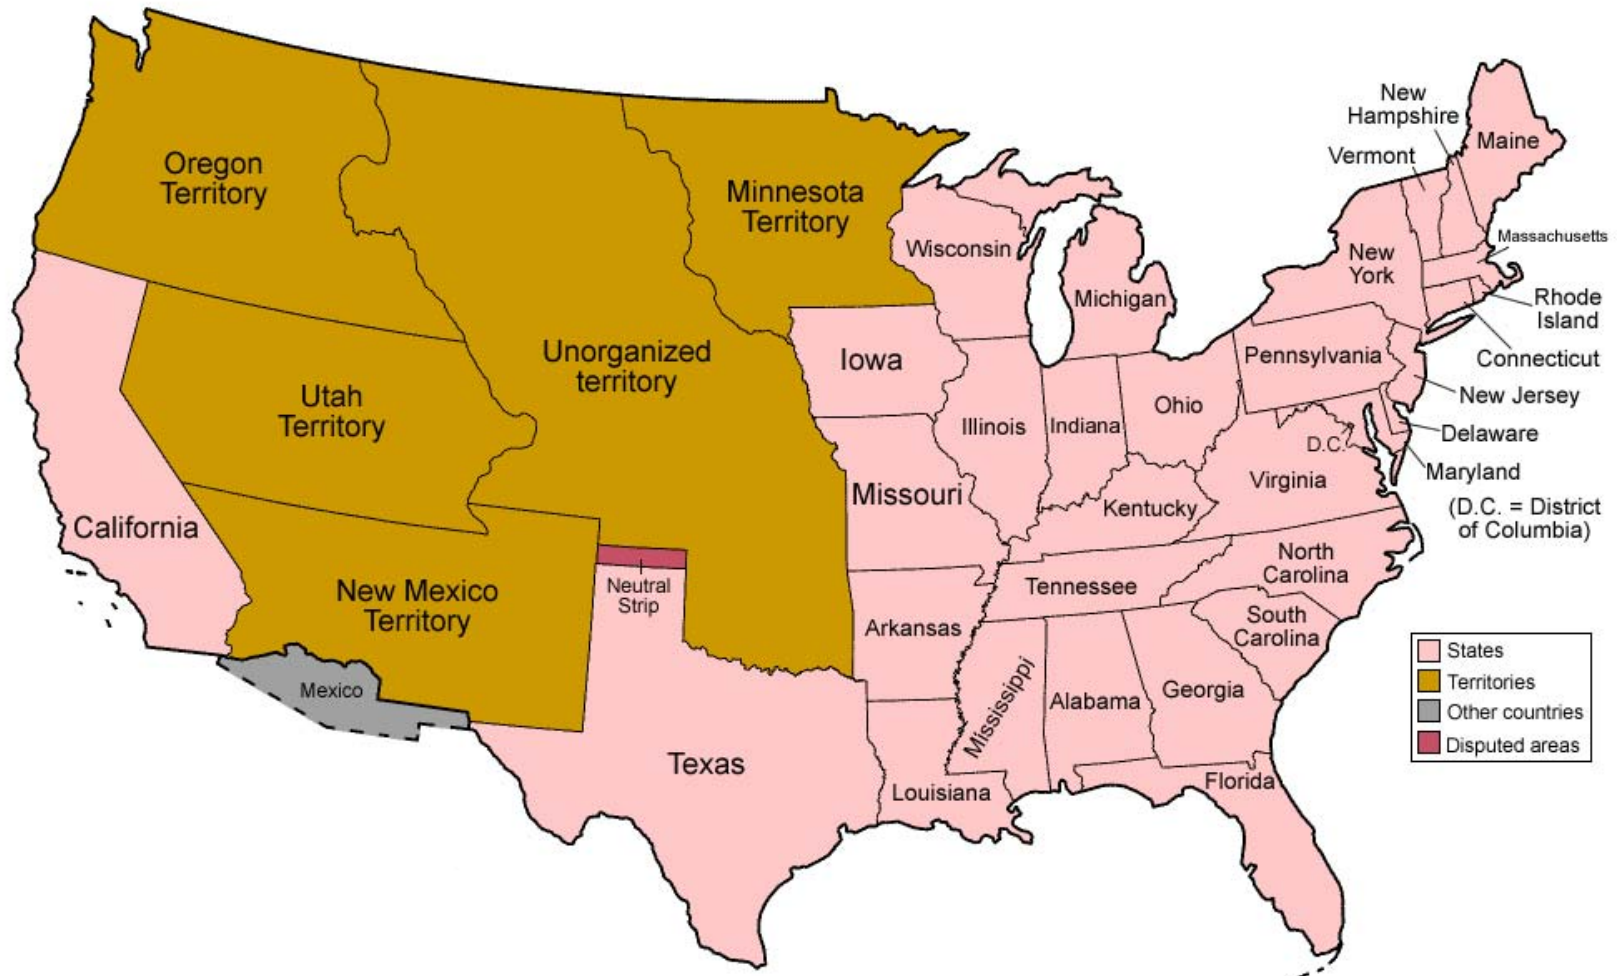 New
Hampshire
Maine
Vermont
Oregon
Territory
Minnesota
Territory
Wisconsin
Massachusetts
New
York
Michigan
Rhode
Island
Unorganized
territory
Iowa
Pennsylvania
Connecticut
Utah
Territory
New Jersey
Ohio
Illinois
Indiana
D.C.
Delaware
Maryland
Missouri
Virginia
Kentucky
(D.C. = District
of Columbia)
California
North
Carolina
New Mexico
Territory
Neutral
Strip
Tennessee
South
Carolina
Arkansas
States
Mexico
Mississippi
Alabama
Georgia
Territories
Other countries
Disputed areas
Texas
Louisiana
Florida